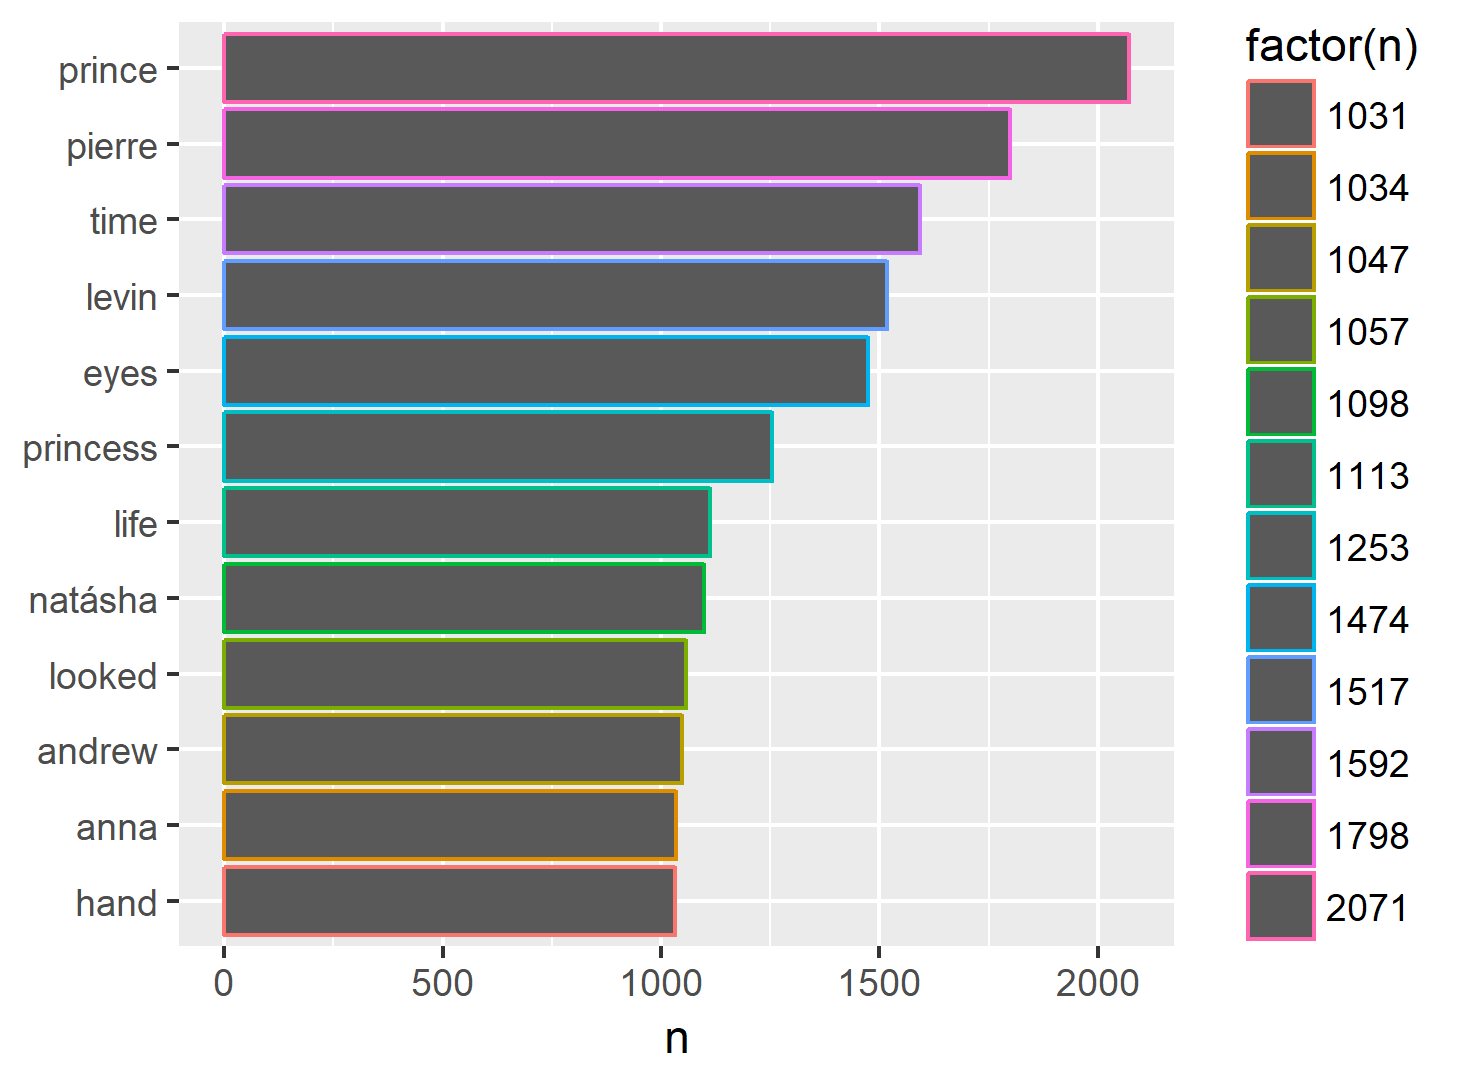 prince
pierre
time
levin
eyes
princess
life
natásha
looked
andrew
anna
hand
0 500 1000 1500 2000
n
factor(n)
1031
1034
1047
1057
1098
1113
1253
1474
1517
1592
1798
2071